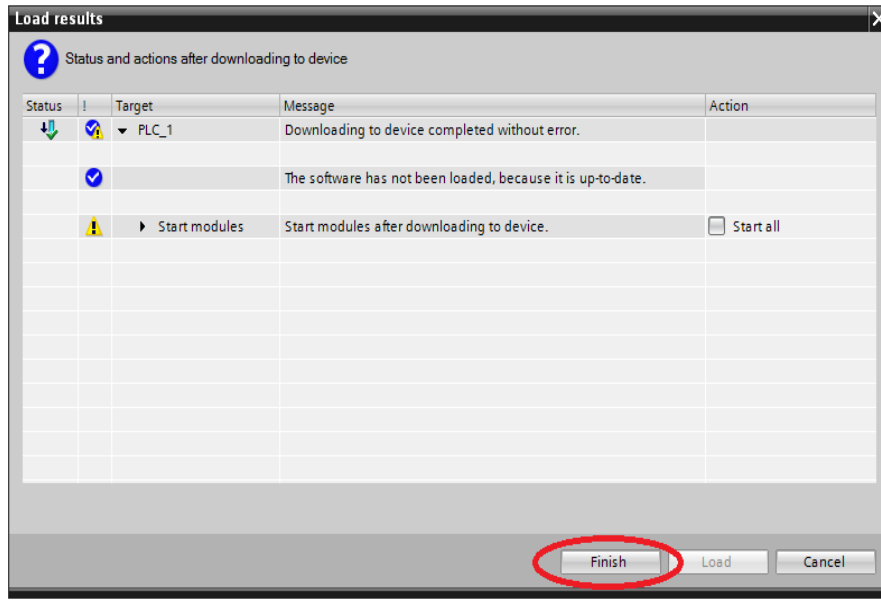 Load results
Status and actions after downloading to device
Status ! Target Message Action
PLC_1 Downloading to device completed without error.
The software has not been loaded, because it is up-to-date.
Start modules Start modules after downloading to device. Start all
Finish Load Cancel